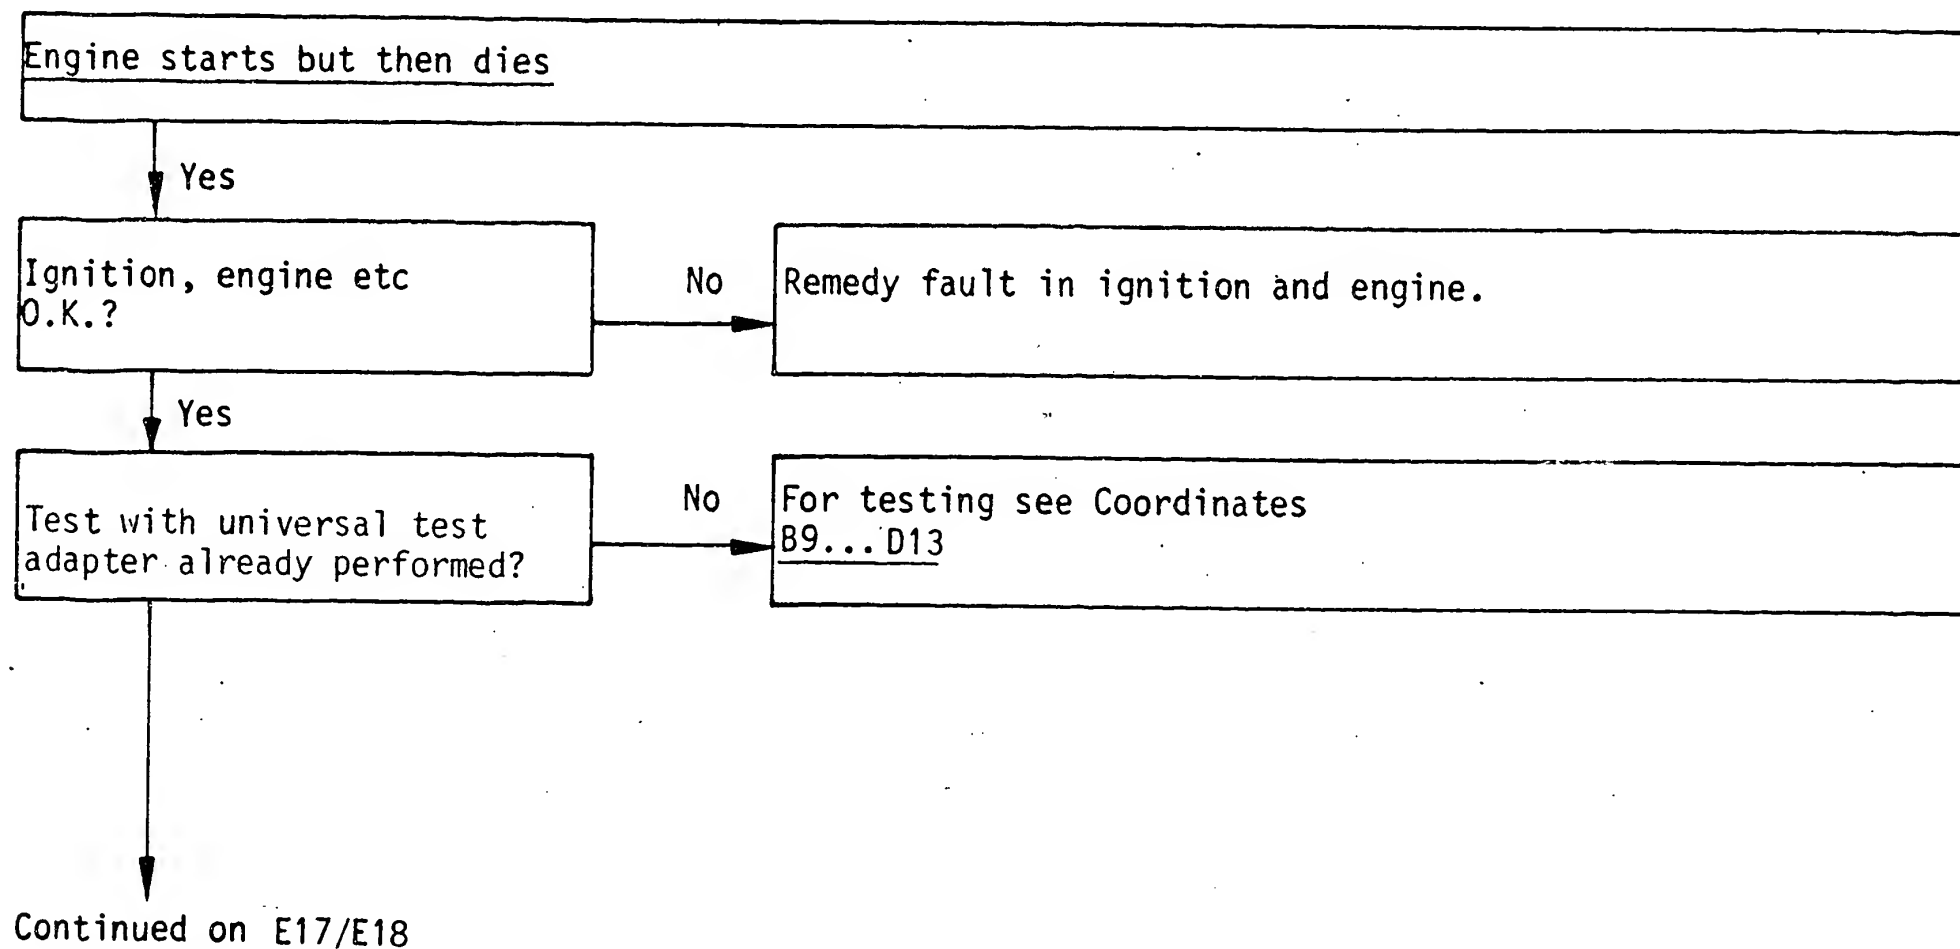 Engine starts but then dies
Yes
Ignition, engine etc
O.K.?
No
Remedy fault in ignition and engine.
Yes
Test with universal test
adapter already performed?
No
For testing see Coordinates
B9...D13
Continued on E17/E18